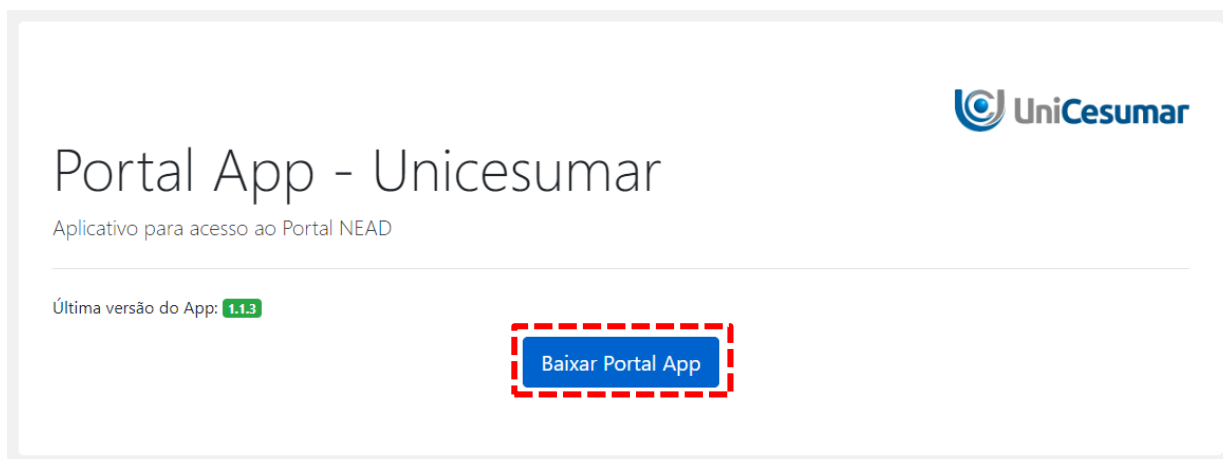 UniCesumar
Portal App - Unicesumar
Aplicativo para acesso ao Portal NEAD
Última versão do App: 1.1.3
Baixar Portal App